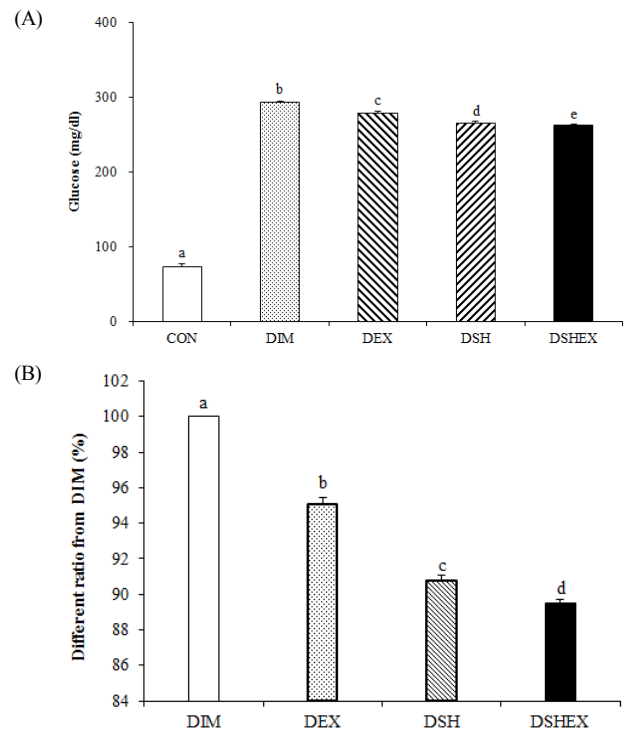 (A)
Glucose (mg/dl)
400
300
200
100
0
a
b
c
d
e
CON
DIM
DEX
DSH
DSHEX
(B)
Different ratio from DIM (%)
102
100
98
96
94
92
90
88
86
84
a
b
c
d
DIM
DEX
DSH
DSHEX